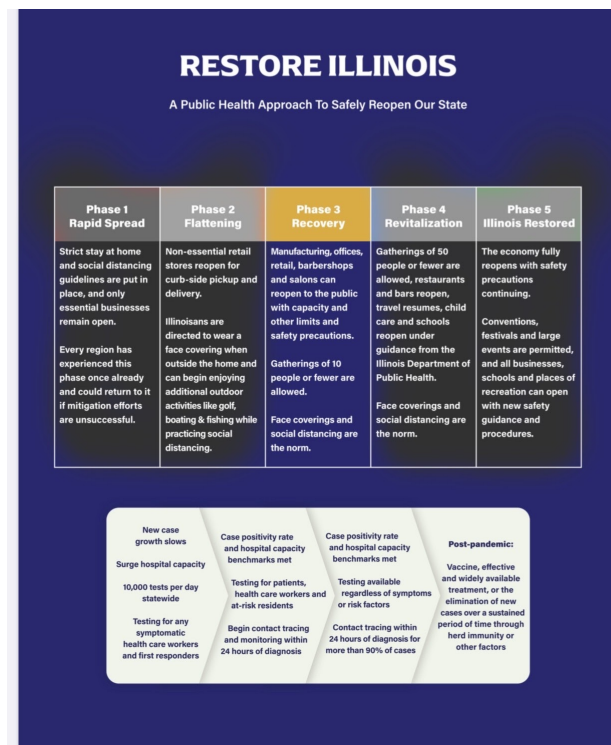 RESTORE ILLINOIS
A Public Health Approach To Safely Reopen Our State
Phase 1
Rapid Spread
Strict stay at home
and social distancing
guidelines are put in
place, and only
essential businesses
remain open.
Every region has
experienced this
phase once already
and could return to it
if mitigation efforts
are unsuccessful.
Phase 2
Flattening
Non-essential retail
stores reopen for
curb-side pickup and
delivery.
Illinoisans are
directed to wear a
face covering when
outside the home and
can begin enjoying
additional outdoor
activities like golf,
boating & fishing while
practicing social
distancing.
Phase 3
Recovery
Manufacturing, offices,
retail, barbershops
and salons can
reopen to the public
with capacity and
other limits and
safety precautions.
Gatherings of 10
people or fewer are
allowed.
Face coverings and
social distancing are
the norm.
Phase 4
Revitalization
Gatherings of 50
people or fewer are
allowed, restaurants
and bars reopen,
travel resumes, child
care and schools
reopen under
guidance from the
Illinois Department of
Public Health.
Face coverings and
social distancing are
the norm.
Phase 5
Illinois Restored
The economy fully
reopens with safety
precautions
continuing.
Conventions,
festivals and large
events are permitted,
and all businesses,
schools and places of
recreation can open
with new safety
guidance and
procedures.
New case
growth slows
Surge hospital capacity
10,000 tests per day
statewide
Testing for any
symptomatic
health care workers
and first responders
Case positivity rate
and hospital capacity
benchmarks met
Testing for patients,
health care workers and
at-risk residents
Begin contact tracing
and monitoring within
24 hours of diagnosis
Case positivity rate
and hospital capacity
benchmarks met
Testing available
regardless of symptoms
or risk factors
Contact tracing within
24 hours of diagnosis for
more than 90% of cases
Post-pandemic:
Vaccine, effective
and widely available
treatment, or the
elimination of new
cases over a sustained
period of time through
herd immunity or
other factors